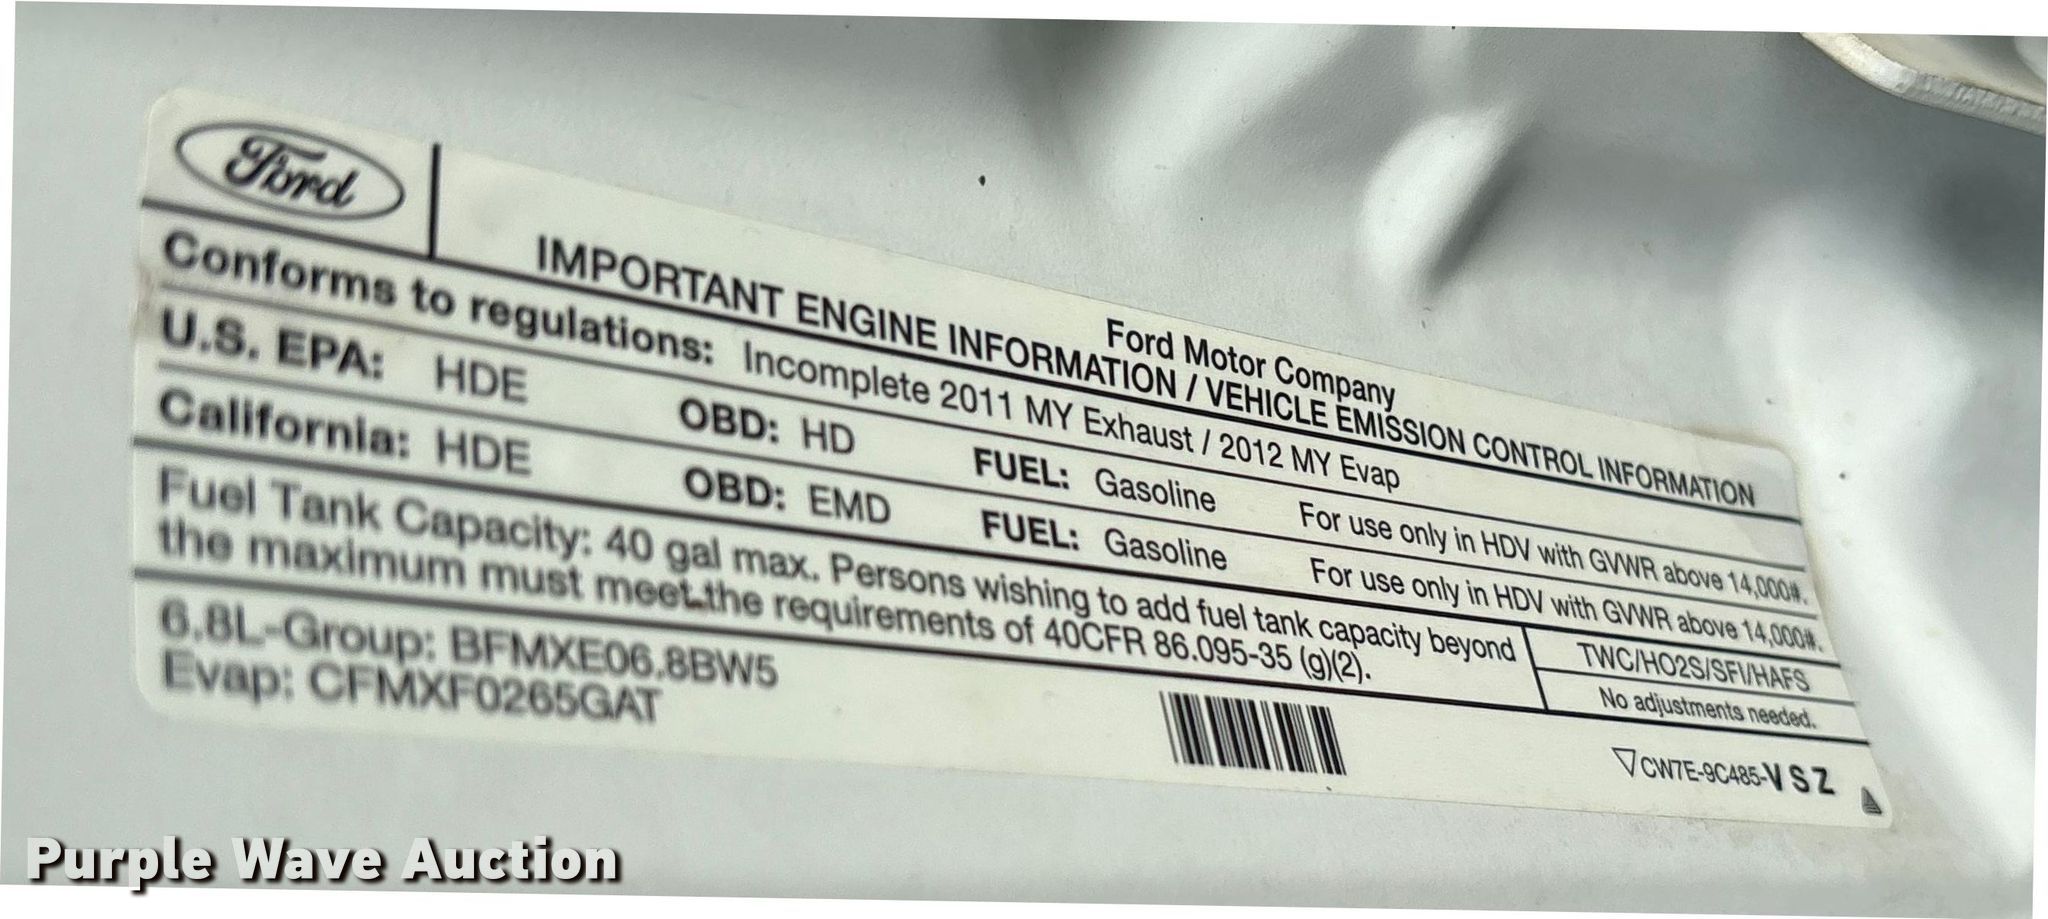 Ford
Ford Motor Company
IMPORTANT ENGINE INFORMATION / VEHICLE EMISSION CONTROL INFORMATION
Conforms to regulations: Incomplete 2011 MY Exhaust / 2012 MY Evap
U.S. EPA: HDE OBD: HD FUEL: Gasoline For use only in HDV with GVWR above 14,000#.
California: HDE OBD: EMD FUEL: Gasoline For use only in HDV with GVWR above 14,000#.
Fuel Tank Capacity: 40 gal max. Persons wishing to add fuel tank capacity beyond
the maximum must meet the requirements of 40CFR 86.095-35 (g)(2).
TWC/HO2S/SFI/HAFS
No adjustments needed.
6.8L-Group: BFMXE06.8BW5
Evap: CFMXF0265GAT
CW7E-9C485-VSZ
Purple Wave Auction